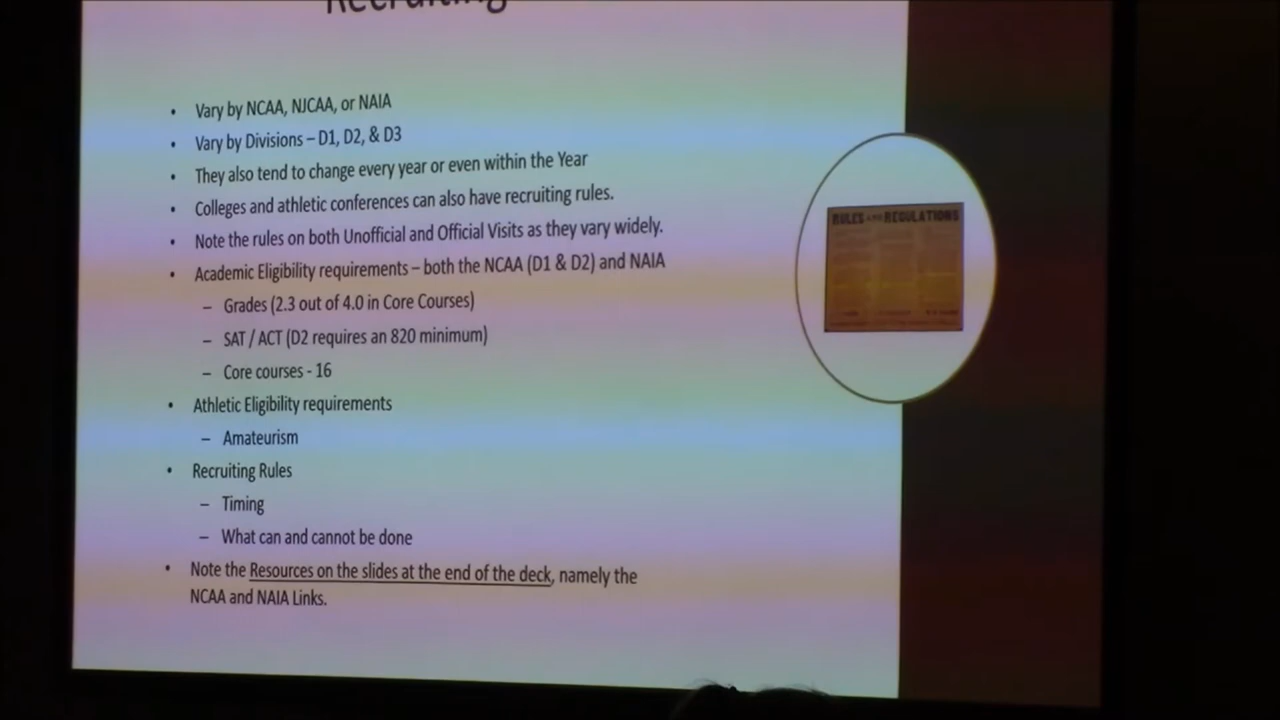 Recruiting
• Vary by NCAA, NJCAA, or NAIA
• Vary by Divisions – D1, D2, & D3
• They also tend to change every year or even within the Year
• Colleges and athletic conferences can also have recruiting rules.
• Note the rules on both Unofficial and Official Visits as they vary widely.
• Academic Eligibility requirements – both the NCAA (D1 & D2) and NAIA
– Grades (2.3 out of 4.0 in Core Courses)
– SAT / ACT (D2 requires an 820 minimum)
– Core courses - 16
• Athletic Eligibility requirements
– Amateurism
• Recruiting Rules
– Timing
– What can and cannot be done
• Note the Resources on the slides at the end of the deck, namely the
NCAA and NAIA Links.
RULES AND REGULATIONS